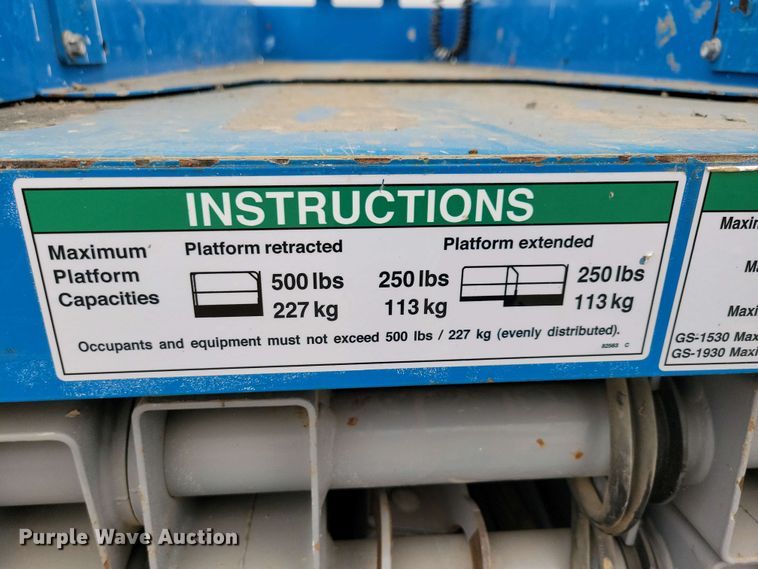 INSTRUCTIONS
Maximum Platform Capacities
Platform retracted
500 lbs
227 kg
Platform extended
250 lbs
113 kg
250 lbs
113 kg
Occupants and equipment must not exceed 500 lbs / 227 kg (evenly distributed).
82563 C
GS-1530 Maxi
GS-1930 Maxi
Purple Wave Auction